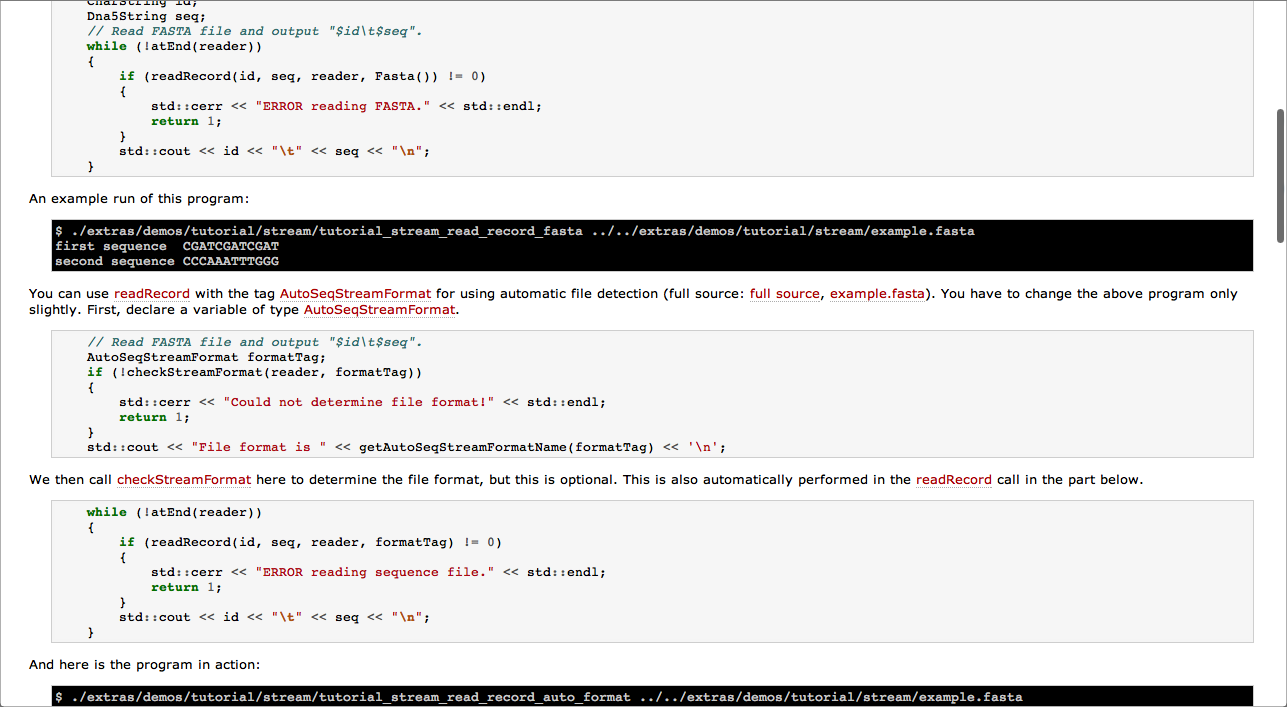 CharString id;
Dna5String seq;
// Read FASTA file and output "$id\t$seq".
while (!atEnd(reader))
{
if (readRecord(id, seq, reader, Fasta()) != 0)
{
std::cerr << "ERROR reading FASTA." << std::endl;
return 1;
}
std::cout << id << "\t" << seq << "\n";
}
An example run of this program:
$ ./extras/demos/tutorial/stream/tutorial_stream_read_record_fasta ../../extras/demos/tutorial/stream/example.fasta
first sequence  CGATCGATCGAT
second sequence CCCAAATTTGGG
You can use readRecord with the tag AutoSeqStreamFormat for using automatic file detection (full source: full source, example.fasta). You have to change the above program only
slightly. First, declare a variable of type AutoSeqStreamFormat.
// Read FASTA file and output "$id\t$seq".
AutoSeqStreamFormat formatTag;
if (!checkStreamFormat(reader, formatTag))
{
std::cerr << "Could not determine file format!" << std::endl;
return 1;
}
std::cout << "File format is " << getAutoSeqStreamFormatName(formatTag) << '\n';
We then call checkStreamFormat here to determine the file format, but this is optional. This is also automatically performed in the readRecord call in the part below.
while (!atEnd(reader))
{
if (readRecord(id, seq, reader, formatTag) != 0)
{
std::cerr << "ERROR reading sequence file." << std::endl;
return 1;
}
std::cout << id << "\t" << seq << "\n";
}
And here is the program in action:
$ ./extras/demos/tutorial/stream/tutorial_stream_read_record_auto_format ../../extras/demos/tutorial/stream/example.fasta